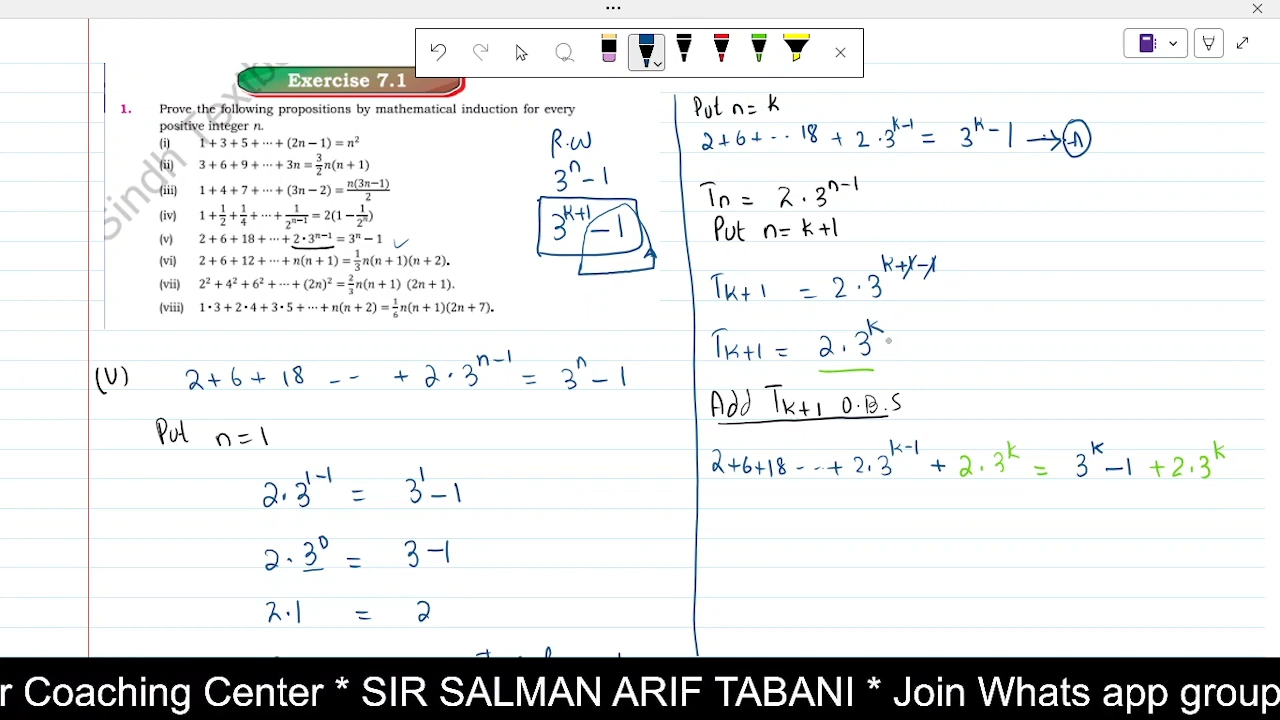 Exercise 7.1
1. Prove the following propositions by mathematical induction for every
positive integer n.
(i) 1 + 3 + 5 + ⋯ + (2n − 1) = n²
(ii) 3 + 6 + 9 + ⋯ + 3n = 3/2 n(n + 1)
(iii) 1 + 4 + 7 + ⋯ + (3n − 2) = n(3n−1)/2
(iv) 1 + 1/2 + 1/4 + ⋯ + 1/2ⁿ⁻¹ = 2(1 − 1/2ⁿ)
(v) 2 + 6 + 18 + ⋯ + 2 • 3ⁿ⁻¹ = 3ⁿ − 1 ✓
(vi) 2 + 6 + 12 + ⋯ + n(n + 1) = 1/3 n(n + 1)(n + 2).
(vii) 2² + 4² + 6² + ⋯ + (2n)² = 2/3 n(n + 1) (2n + 1).
(viii) 1 • 3 + 2 • 4 + 3 • 5 + ⋯ + n(n + 2) = 1/6 n(n + 1)(2n + 7).
Sindh
R.W
3ⁿ − 1
3ᵏ⁺¹ − 1
(V) 2 + 6 + 18 -- -- + 2 · 3ⁿ⁻¹ = 3ⁿ − 1
Put n = 1
2 · 3¹⁻¹ = 3¹ − 1
2 · 3⁰ = 3 − 1
2 · 1 = 2
Put n = k
2 + 6 + ·· 18 + 2 · 3ᵏ⁻¹ = 3ᵏ − 1 →
Tn = 2 · 3ⁿ⁻¹
Put n = k+1
Tk+1 = 2 · 3ᵏ⁺¹⁻¹
Tk+1 = 2 · 3ᵏ
Add Tk+1 O.B.S
2+6+18 -- -- + 2 · 3ᵏ⁻¹ + 2 · 3ᵏ = 3ᵏ − 1 + 2 · 3ᵏ
r Coaching Center * SIR SALMAN ARIF TABANI * Join Whats app group